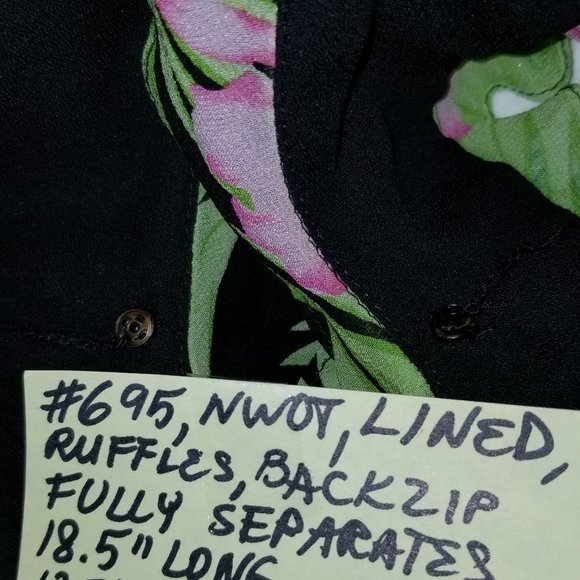 #695, NWOT, LINED,
RUFFLES, BACKZIP
FULLY SEPARATES
18.5" LONG